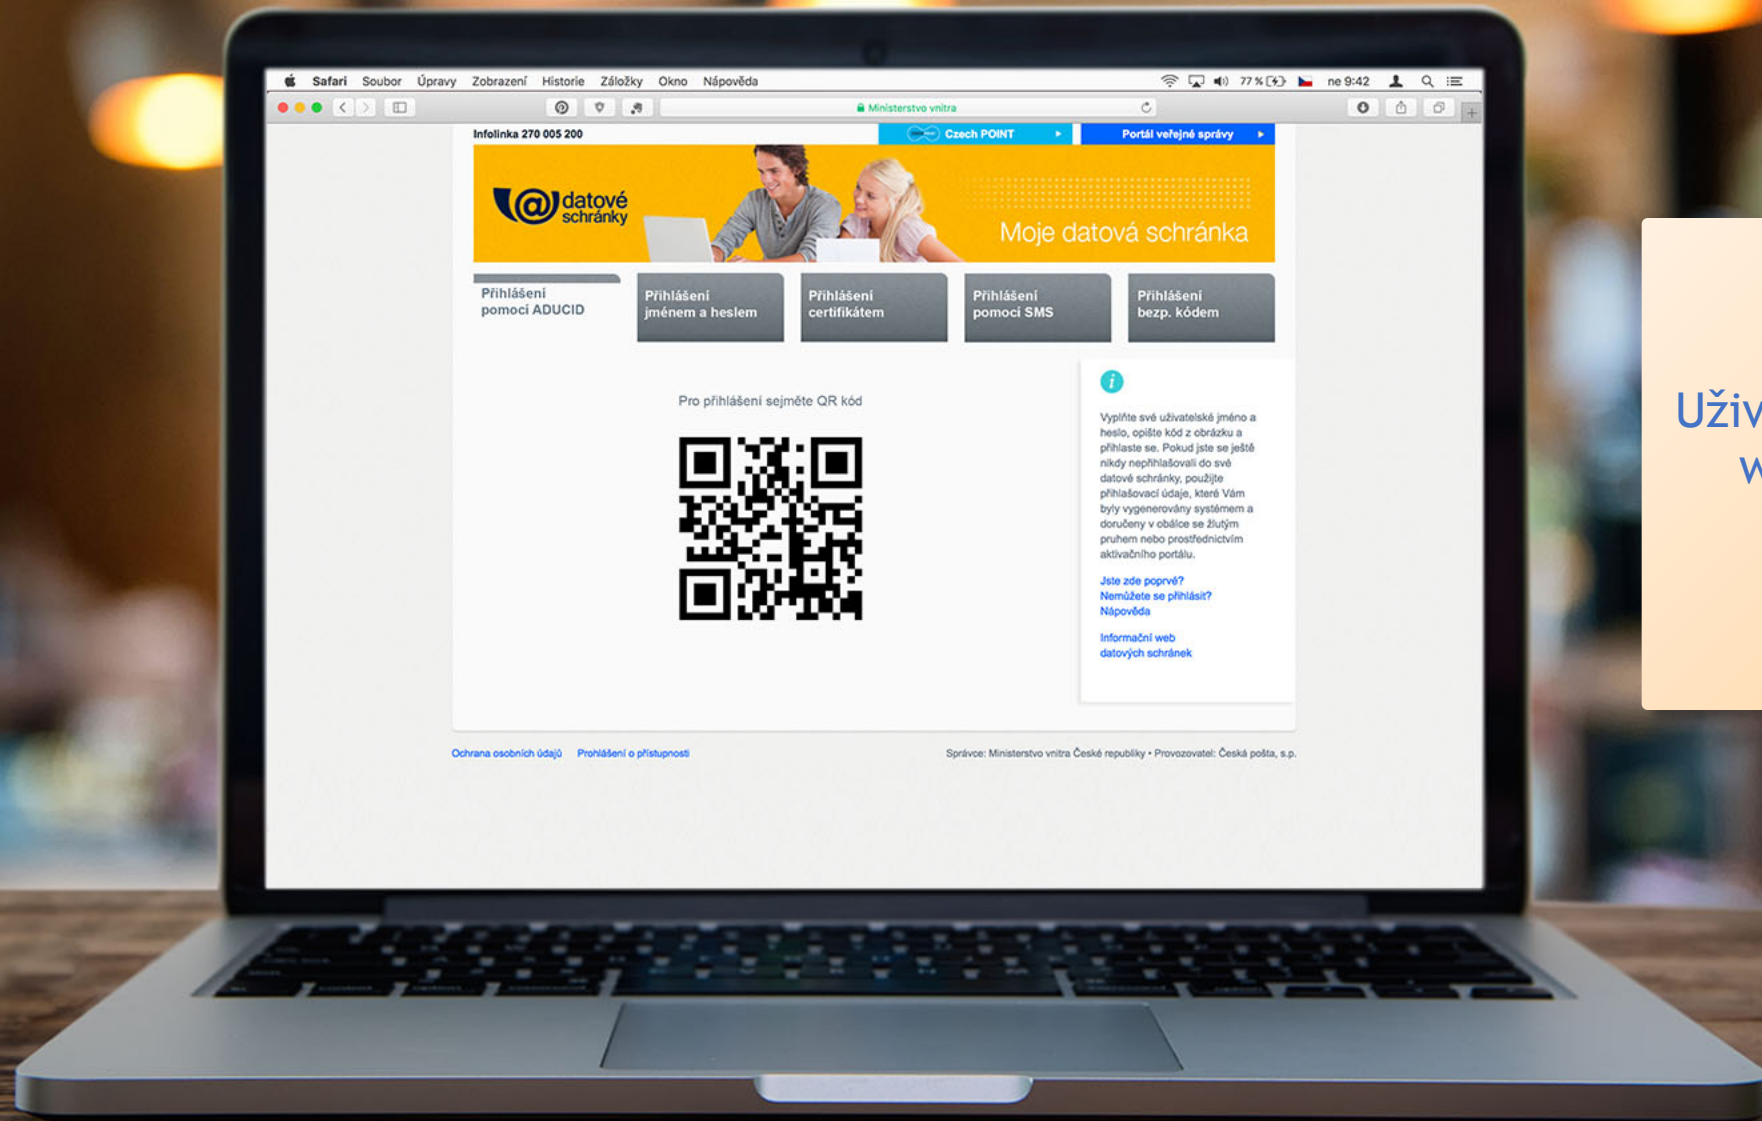 Safari Soubor Úpravy Zobrazení Historie Záložky Okno Nápověda 77 % ne 9:42
Ministerstvo vnitra
Infolinka 270 005 200
Czech POINT
Portál veřejné správy
datové
schránky
Moje datová schránka
Přihlášení
pomocí ADUCID
Přihlášení
jménem a heslem
Přihlášení
certifikátem
Přihlášení
pomocí SMS
Přihlášení
bezp. kódem
Pro přihlášení sejměte QR kód
Vyplňte své uživatelské jméno a
heslo, opište kód z obrázku a
přihlaste se. Pokud jste se ještě
nikdy nepřihlašovali do své
datové schránky, použijte
přihlašovací údaje, které Vám
byly vygenerovány systémem a
doručeny v obálce se žlutým
pruhem nebo prostřednictvím
aktivačního portálu.
Jste zde poprvé?
Nemůžete se přihlásit?
Nápověda
Informační web
datových schránek
Ochrana osobních údajů Prohlášení o přístupnosti
Správce: Ministerstvo vnitra České republiky • Provozovatel: Česká pošta, s.p.